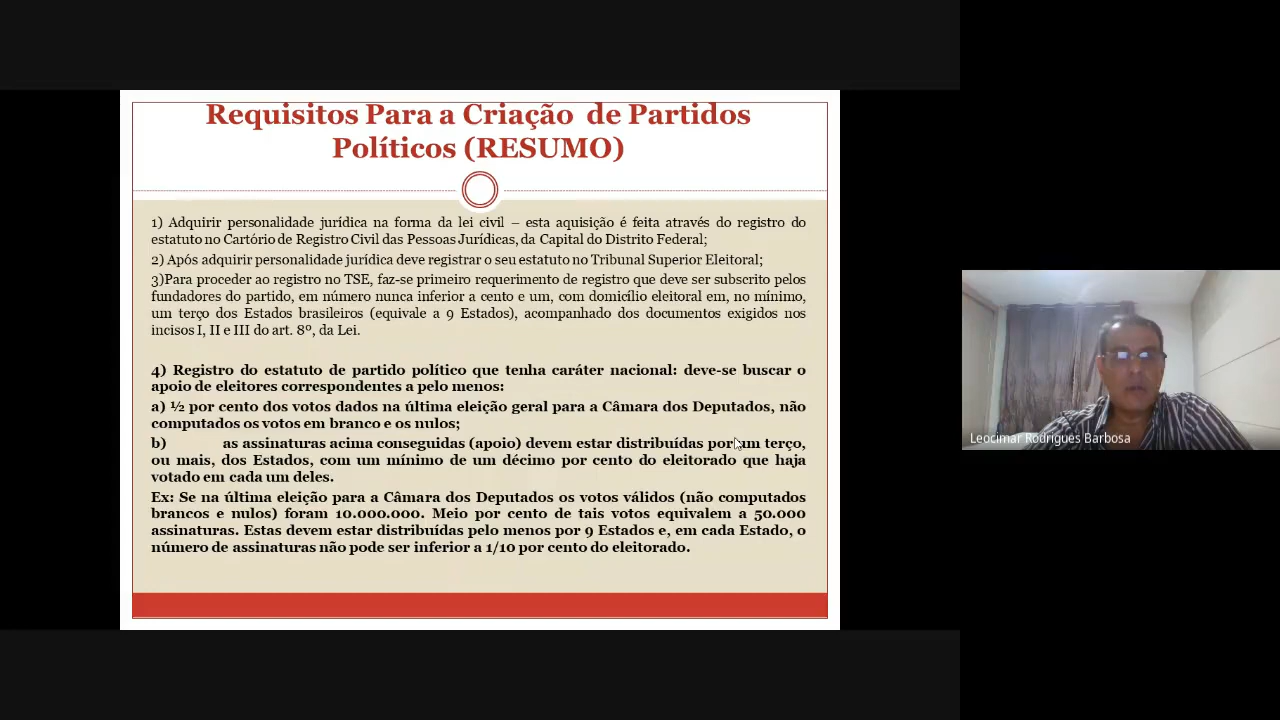 Requisitos Para a Criação de Partidos
Políticos (RESUMO)
1) Adquirir personalidade jurídica na forma da lei civil – esta aquisição é feita através do registro do
estatuto no Cartório de Registro Civil das Pessoas Jurídicas, da Capital do Distrito Federal;
2) Após adquirir personalidade jurídica deve registrar o seu estatuto no Tribunal Superior Eleitoral;
3)Para proceder ao registro no TSE, faz-se primeiro requerimento de registro que deve ser subscrito pelos
fundadores do partido, em número nunca inferior a cento e um, com domicílio eleitoral em, no mínimo,
um terço dos Estados brasileiros (equivale a 9 Estados), acompanhado dos documentos exigidos nos
incisos I, II e III do art. 8º, da Lei.
4) Registro do estatuto de partido político que tenha caráter nacional: deve-se buscar o
apoio de eleitores correspondentes a pelo menos:
a) ½ por cento dos votos dados na última eleição geral para a Câmara dos Deputados, não
computados os votos em branco e os nulos;
b) as assinaturas acima conseguidas (apoio) devem estar distribuídas por um terço,
ou mais, dos Estados, com um mínimo de um décimo por cento do eleitorado que haja
votado em cada um deles.
Ex: Se na última eleição para a Câmara dos Deputados os votos válidos (não computados
brancos e nulos) foram 10.000.000. Meio por cento de tais votos equivalem a 50.000
assinaturas. Estas devem estar distribuídas pelo menos por 9 Estados e, em cada Estado, o
número de assinaturas não pode ser inferior a 1/10 por cento do eleitorado.
Leocimar Rodrigues Barbosa